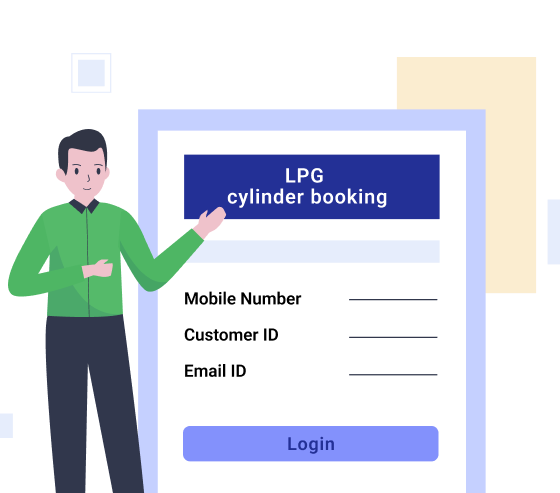 LPG
cylinder booking
Mobile Number
Customer ID
Email ID
Login